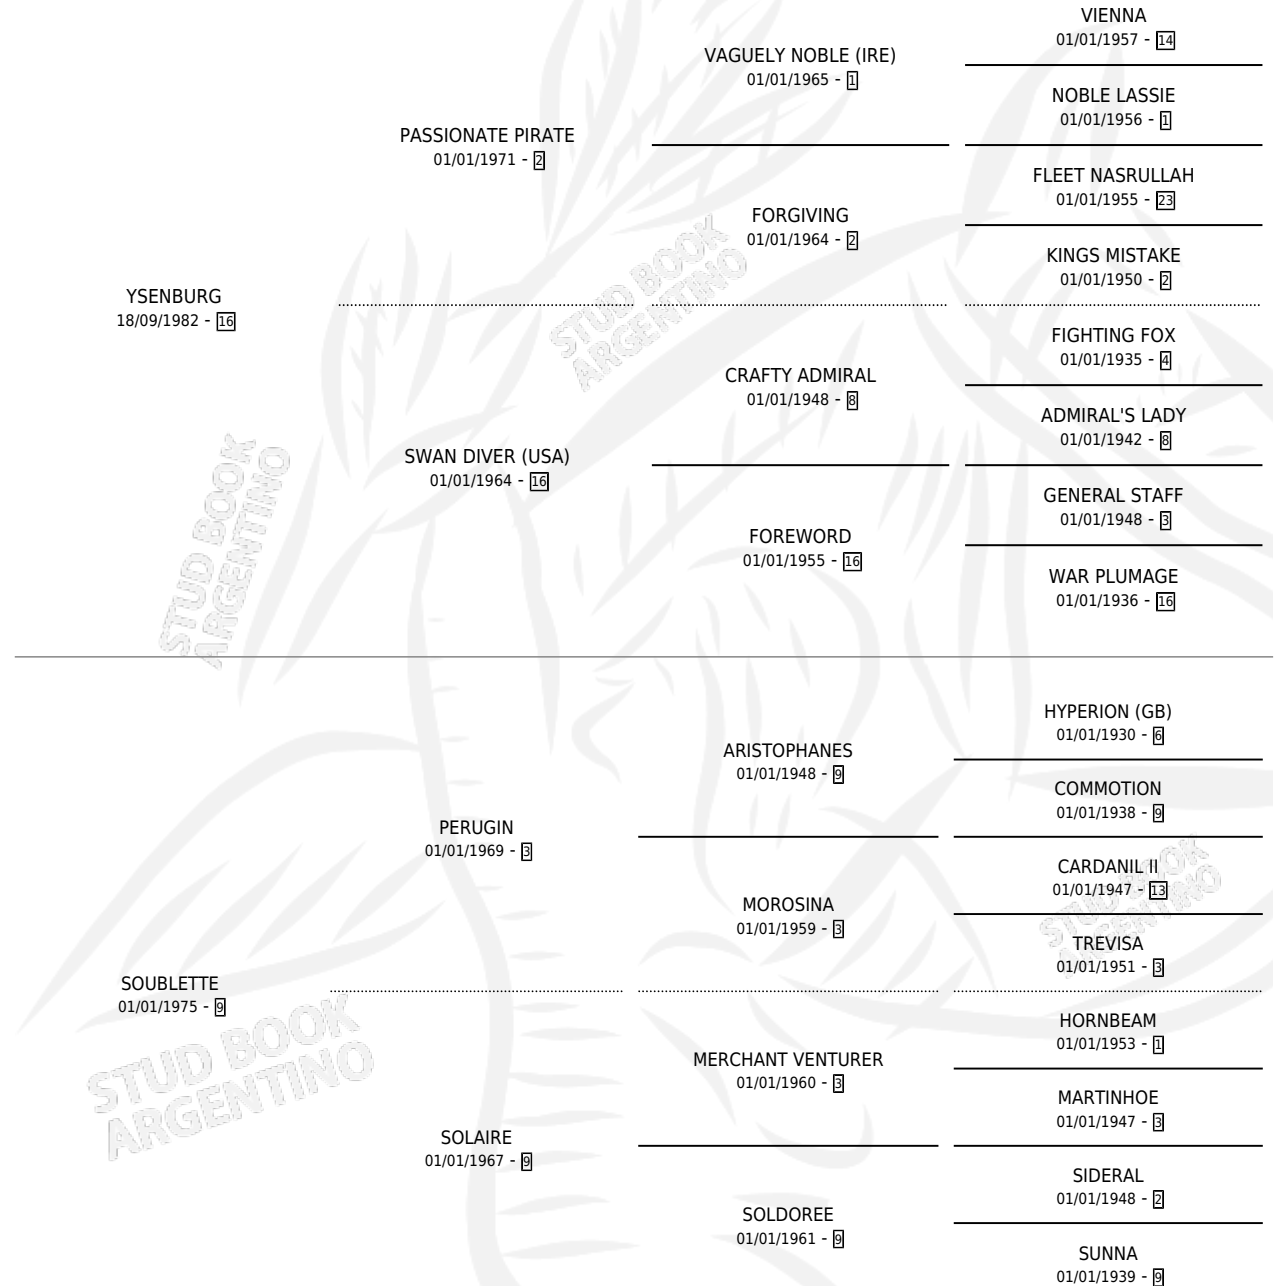 VIENNA
01/01/1957 - 14
VAGUELY NOBLE (IRE)
01/01/1965 - 1
NOBLE LASSIE
01/01/1956 - 1
PASSIONATE PIRATE
01/01/1971 - 2
FLEET NASRULLAH
01/01/1955 - 23
FORGIVING
01/01/1964 - 2
KINGS MISTAKE
01/01/1950 - 2
YSENBURG
18/09/1982 - 16
FIGHTING FOX
01/01/1935 - 4
CRAFTY ADMIRAL
01/01/1948 - 8
ADMIRAL'S LADY
01/01/1942 - 8
SWAN DIVER (USA)
01/01/1964 - 16
GENERAL STAFF
01/01/1948 - 3
FOREWORD
01/01/1955 - 16
WAR PLUMAGE
01/01/1936 - 16
HYPERION (GB)
01/01/1930 - 6
ARISTOPHANES
01/01/1948 - 9
COMMOTION
01/01/1938 - 9
PERUGIN
01/01/1969 - 3
CARDANIL II
01/01/1947 - 13
MOROSINA
01/01/1959 - 3
TREVISA
01/01/1951 - 3
SOUBLETTE
01/01/1975 - 9
HORNBEAM
01/01/1953 - 1
MERCHANT VENTURER
01/01/1960 - 3
MARTINHOE
01/01/1947 - 3
SOLAIRE
01/01/1967 - 9
SIDERAL
01/01/1948 - 2
SOLDOREE
01/01/1961 - 9
SUNNA
01/01/1939 - 9
STUD BOOK
ARGENTINO
STUD BOOK
ARGENTINO
STUD BOOK
ARGENTINO
STUD BOOK
ARGENTINO